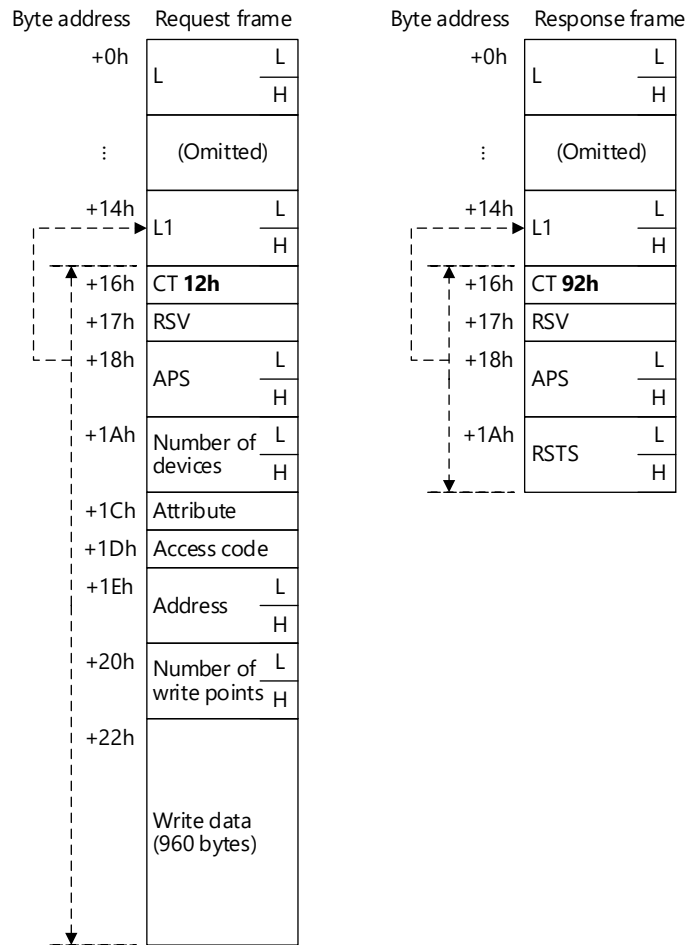 Byte address Request frame
+0h
L
L
H
⋮
(Omitted)
+14h
L1
L
H
+16h
CT 12h
+17h
RSV
+18h
APS
L
H
+1Ah
Number of
devices
L
H
+1Ch
Attribute
+1Dh
Access code
+1Eh
Address
L
H
+20h
Number of
write points
L
H
+22h
Write data
(960 bytes)
Byte address Response frame
+0h
L
L
H
⋮
(Omitted)
+14h
L1
L
H
+16h
CT 92h
+17h
RSV
+18h
APS
L
H
+1Ah
RSTS
L
H